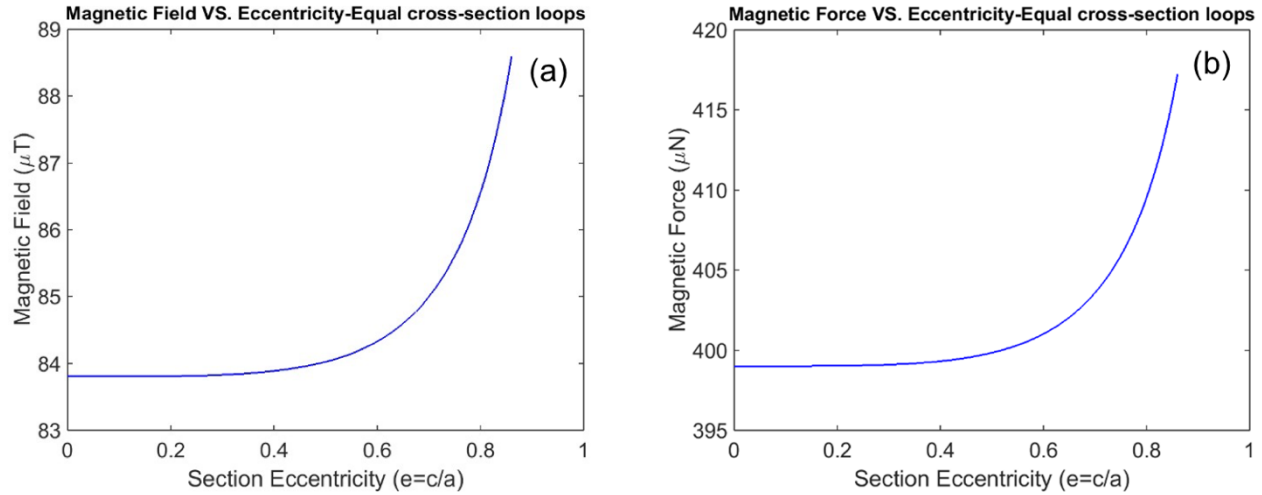 Magnetic Field VS. Eccentricity-Equal cross-section loops
(a)
Magnetic Field (μT)
89
88
87
86
85
84
83
0 0.2 0.4 0.6 0.8 1
Section Eccentricity (e=c/a)
Magnetic Force VS. Eccentricity-Equal cross-section loops
(b)
Magnetic Force (μN)
420
415
410
405
400
395
0 0.2 0.4 0.6 0.8 1
Section Eccentricity (e=c/a)